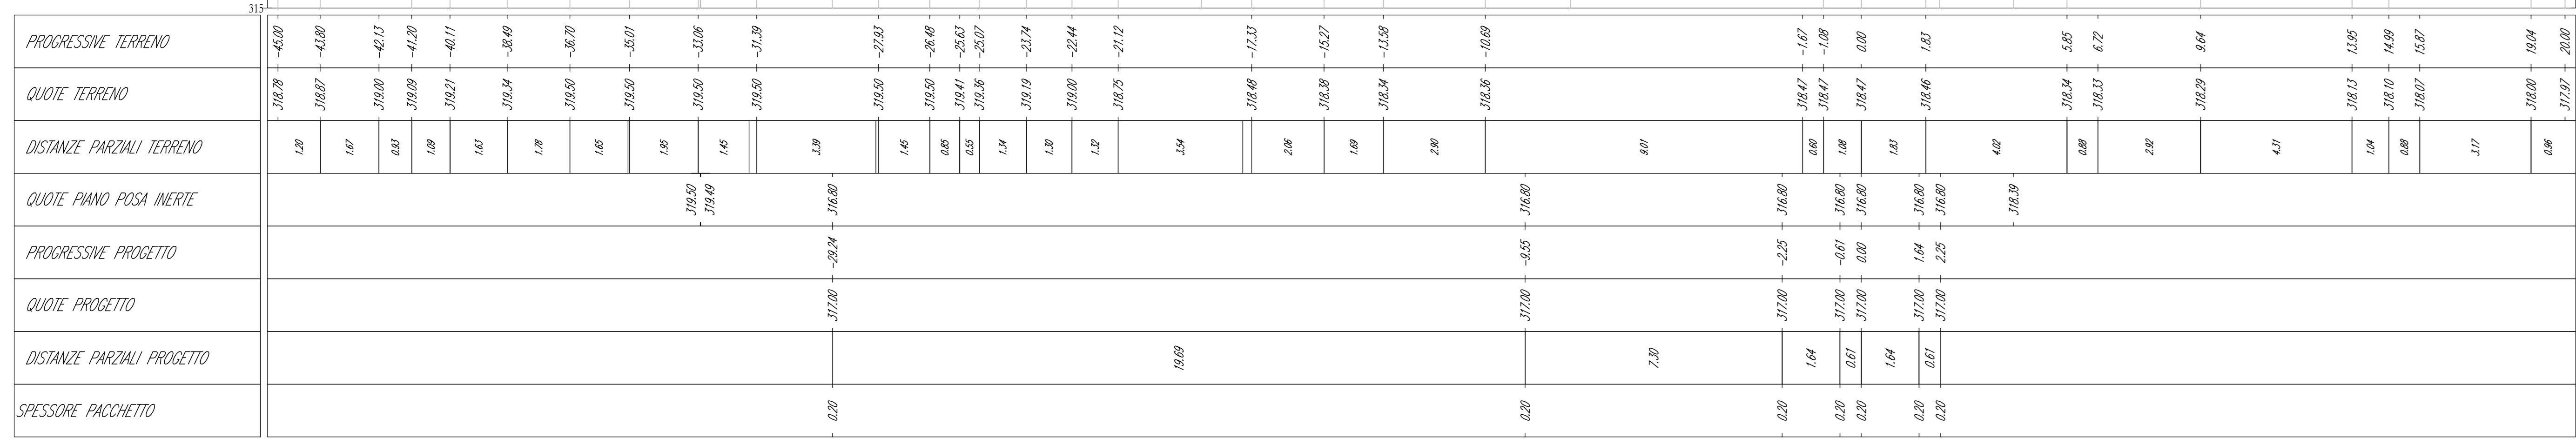 315
PROGRESSIVE TERRENO -45.00 -43.80 -42.13 -41.20 -40.11 -38.49 -36.70 -35.01 -33.06 -31.39 -27.93 -26.48 -25.63 -25.07 -23.74 -22.44 -21.12 -17.33 -15.27 -13.58 -10.69 -1.67 -1.08 0.00 1.83 5.85 6.72 9.64 13.95 14.99 15.87 19.04 20.00
QUOTE TERRENO 318.78 318.87 319.00 319.09 319.21 319.34 319.50 319.50 319.50 319.50 319.50 319.50 319.41 319.36 319.19 319.00 318.75 318.48 318.38 318.34 318.36 318.47 318.47 318.47 318.46 318.34 318.33 318.29 318.13 318.10 318.07 318.00 317.97
DISTANZE PARZIALI TERRENO 1.20 1.67 0.93 1.09 1.63 1.78 1.65 1.95 1.45 3.39 1.45 0.85 0.55 1.34 1.30 1.32 3.54 2.06 1.69 2.90 9.01 0.60 1.08 1.83 4.02 0.88 2.92 4.31 1.04 0.88 3.17 0.96
QUOTE PIANO POSA INERTE 319.50 319.49 316.80 316.80 316.80 316.80 316.80 316.80 316.80 318.39
PROGRESSIVE PROGETTO -29.24 -9.55 -2.25 -0.61 0.00 1.64 2.25
QUOTE PROGETTO 317.00 317.00 317.00 317.00 317.00 317.00 317.00
DISTANZE PARZIALI PROGETTO 19.69 7.30 1.64 0.61 1.64 0.61
SPESSORE PACCHETTO 0.20 0.20 0.20 0.20 0.20 0.20 0.20